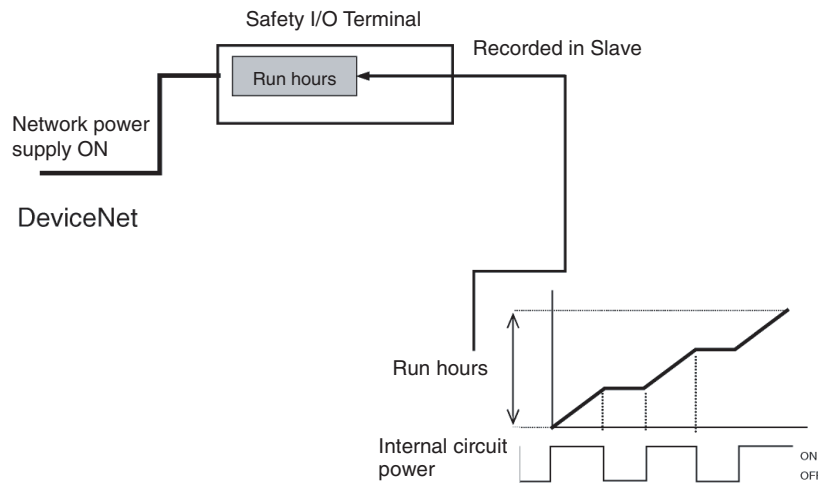 Safety I/O Terminal
Recorded in Slave
Run hours
Network power
supply ON
DeviceNet
Run hours
Internal circuit
power
ON